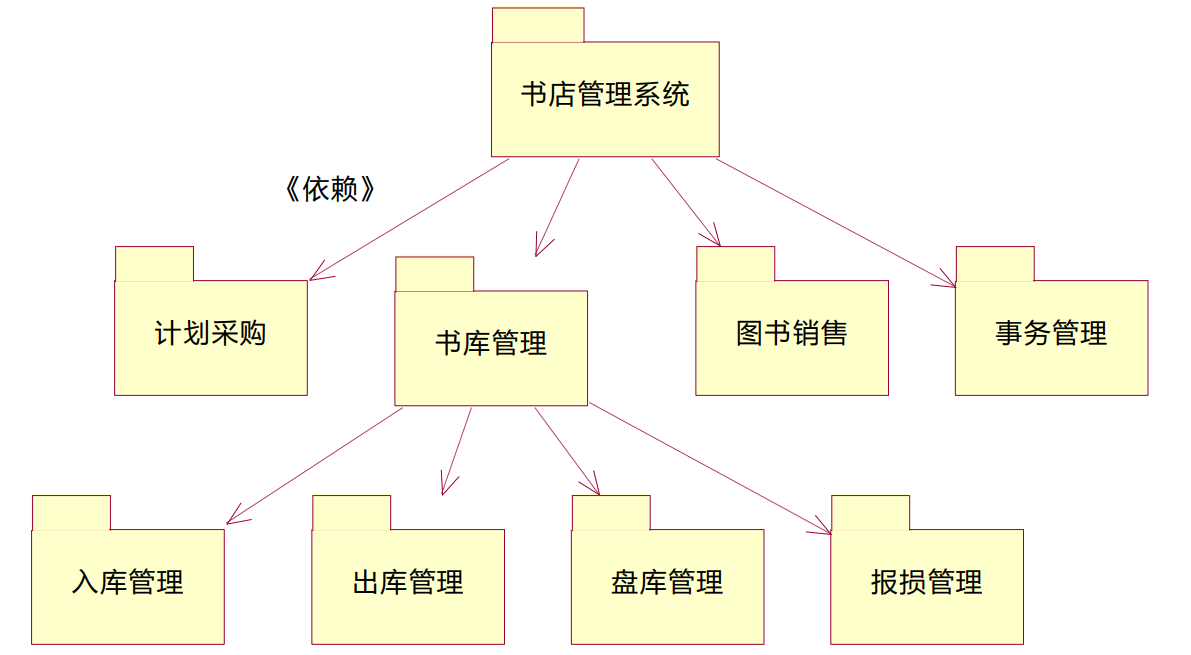 书店管理系统
《依赖》
计划采购
书库管理
图书销售
事务管理
入库管理
出库管理
盘库管理
报损管理